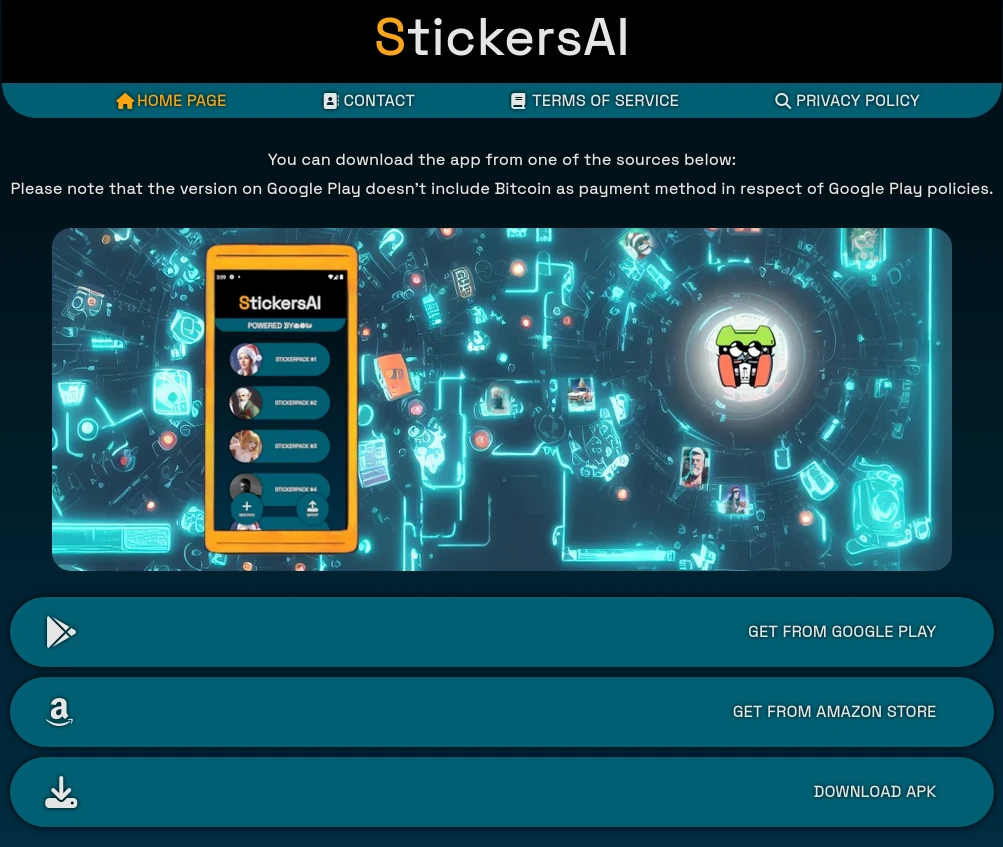 StickersAI
HOME PAGE
CONTACT
TERMS OF SERVICE
PRIVACY POLICY
You can download the app from one of the sources below:
Please note that the version on Google Play doesn't include Bitcoin as payment method in respect of Google Play policies.
StickersAI
POWERED BY
STICKERPACK #1
STICKERPACK #2
STICKERPACK #3
STICKERPACK #4
GET FROM GOOGLE PLAY
GET FROM AMAZON STORE
DOWNLOAD APK